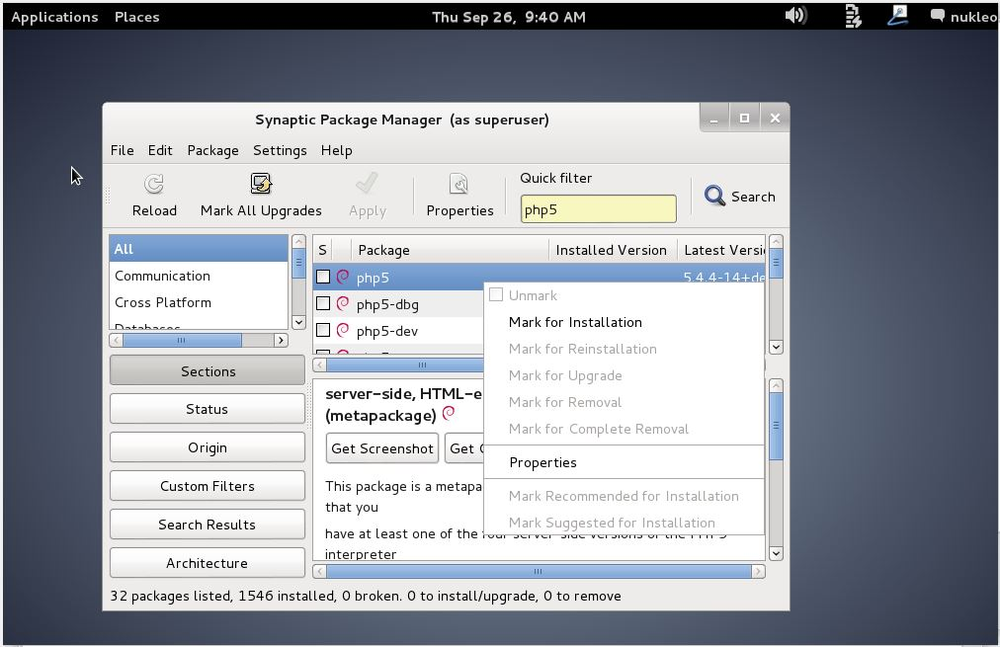 Applications Places Thu Sep 26, 9:40 AM nukleo
Synaptic Package Manager (as superuser)
File Edit Package Settings Help
Reload Mark All Upgrades Apply Properties Quick filter Search
php5
All
Communication
Cross Platform
Databases
S Package Installed Version Latest Versi
php5 5.4.4-14+de
php5-dbg
php5-dev
Unmark
Mark for Installation
Mark for Reinstallation
Mark for Upgrade
Mark for Removal
Mark for Complete Removal
Properties
Mark Recommended for Installation
Mark Suggested for Installation
Sections
Status
Origin
Custom Filters
Search Results
Architecture
server-side, HTML-e
(metapackage)
Get Screenshot Get
This package is a metapa
that you
have at least one of the four server-side versions of the PHP5
interpreter
32 packages listed, 1546 installed, 0 broken. 0 to install/upgrade, 0 to remove